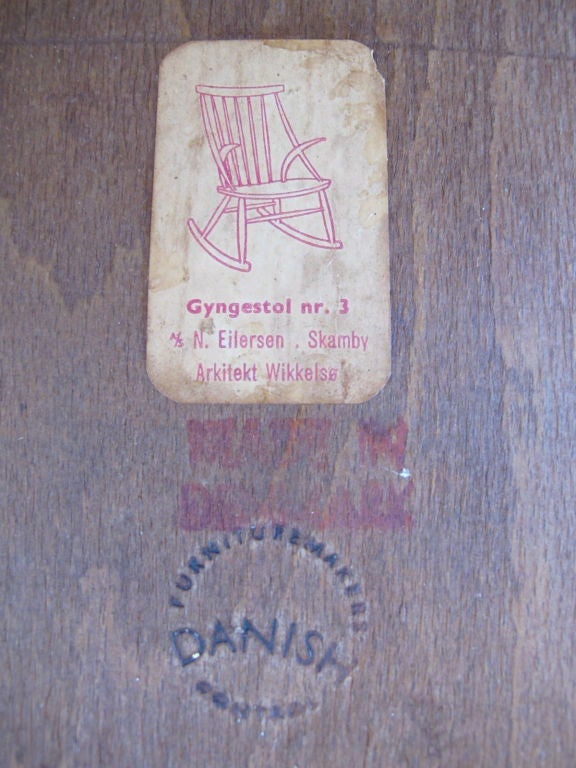 Gyngestol nr. 3
A/S N. Eilersen . Skamby
Arkitekt Wikkelsø
MADE IN
DENMARK
FURNITUREMAKERS
DANISH
CONTROL